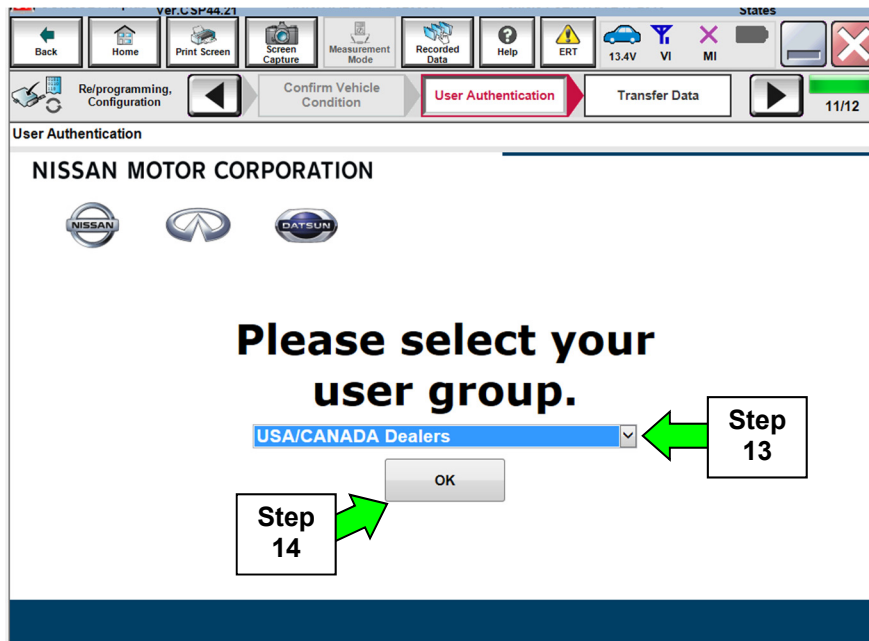 Ver.CSP44.21
States
Back
Home
Print Screen
Screen
Capture
Measurement
Mode
Recorded
Data
Help
ERT
13.4V
VI
MI
Re/programming,
Configuration
Confirm Vehicle
Condition
User Authentication
Transfer Data
11/12
User Authentication
NISSAN MOTOR CORPORATION
NISSAN
DATSUN
Please select your
user group.
USA/CANADA Dealers
Step
13
OK
Step
14